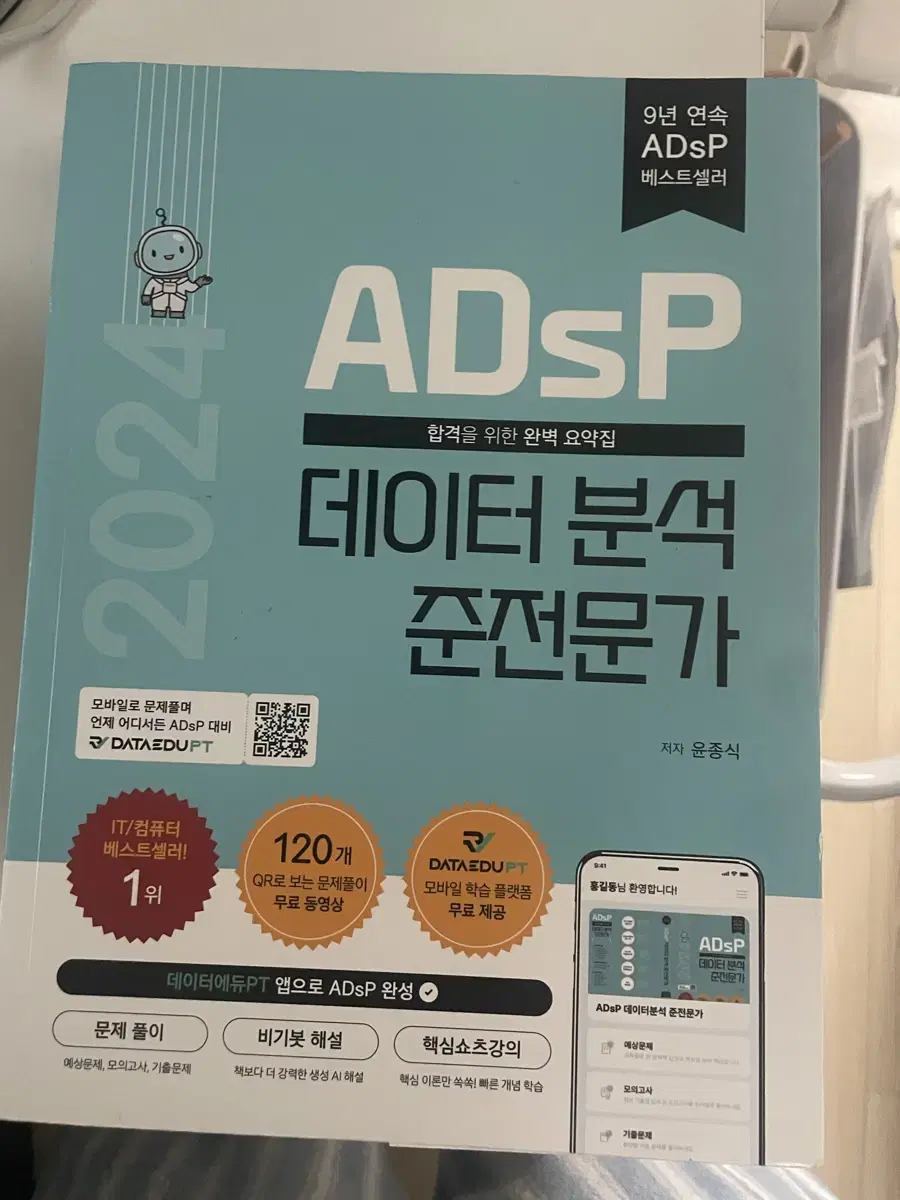 9년 연속
ADsP
베스트셀러
2024
ADsP
합격을 위한 완벽 요약집
데이터 분석
준전문가
모바일로 문제풀며
언제 어디서든 ADsP 대비
DATAEDUPT
저자 윤종식
IT/컴퓨터
베스트셀러!
1위
120개
QR로 보는 문제풀이
무료 동영상
DATAEDUPT
모바일 학습 플랫폼
무료 제공
데이터에듀PT 앱으로 ADsP 완성
문제 풀이
예상문제, 모의고사, 기출문제
비기봇 해설
책보다 더 강력한 생성 AI 해설
핵심쇼츠강의
핵심 이론만 쏙쏙! 빠른 개념 학습
9:41
홍길동님 환영합니다!
ADsP
ADsP
데이터 분석
준전문가
ADsP 데이터분석 준전문가
예상문제
모의고사
기출문제